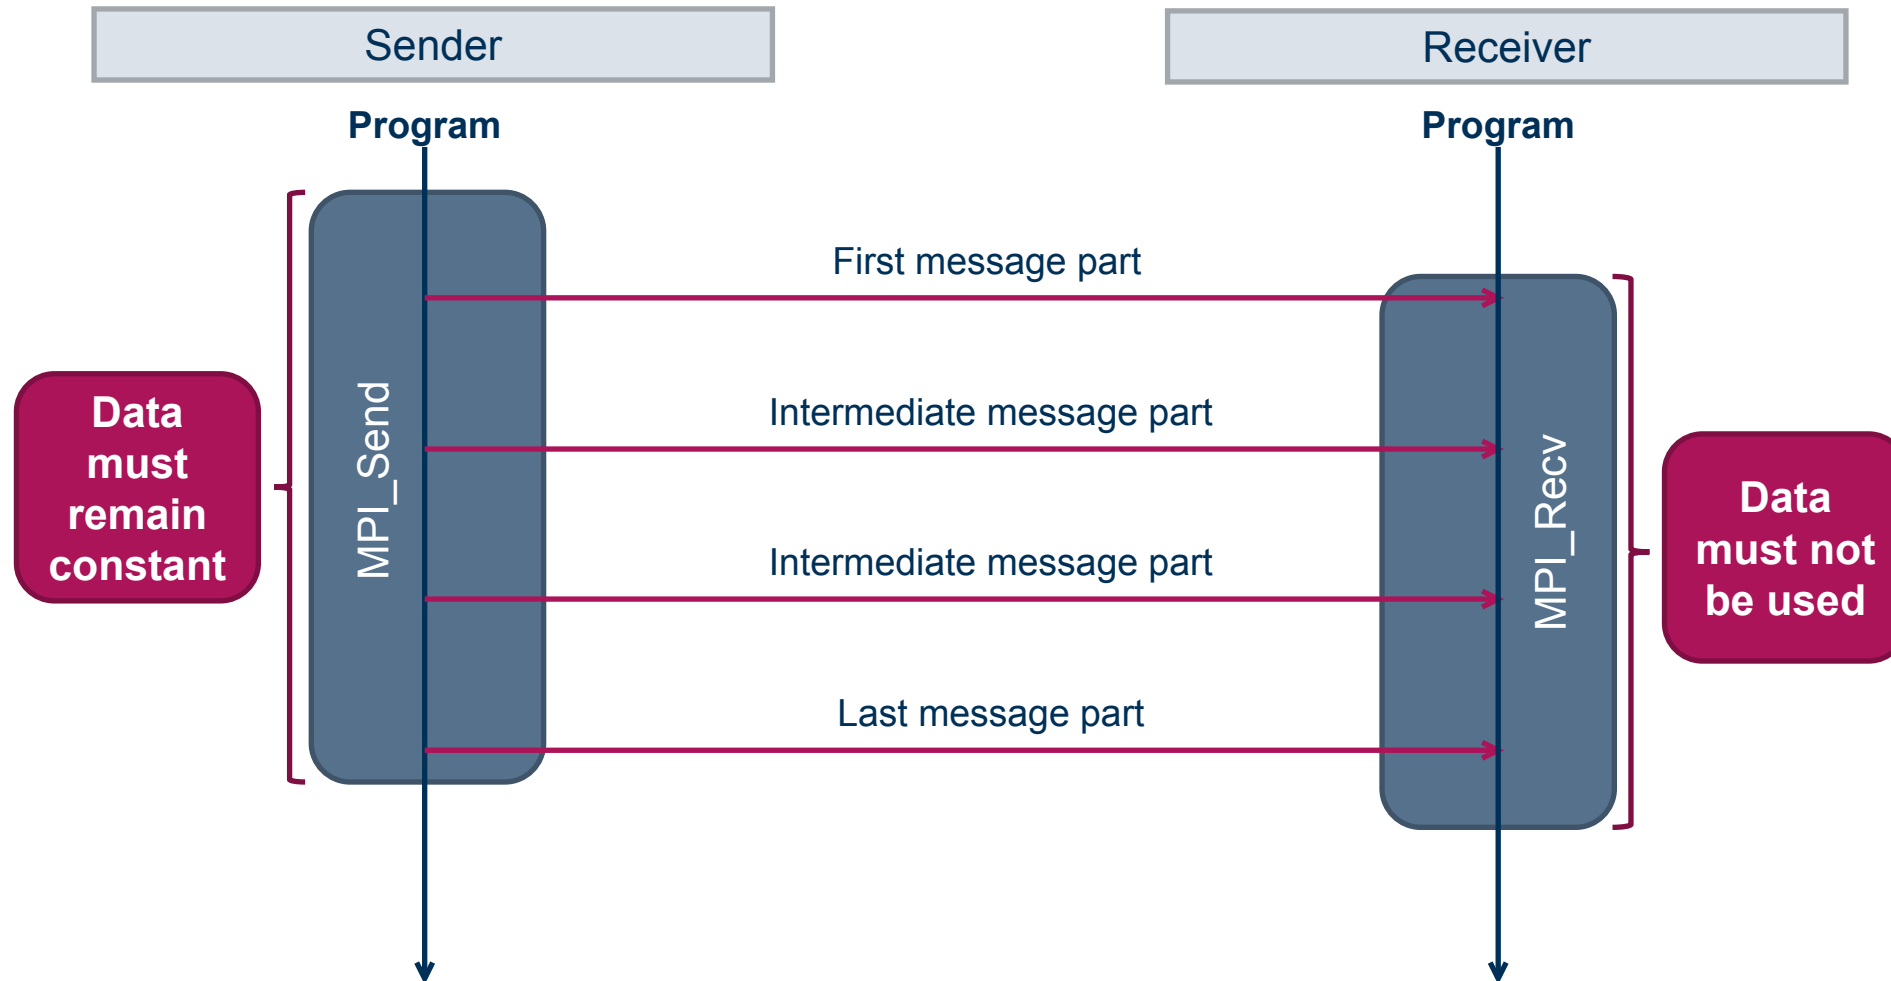 Sender
Receiver
Program
Program
First message part
Intermediate message part
Data
must
remain
constant
MPI_Send
MPI_Recv
Data
must not
be used
Intermediate message part
Last message part